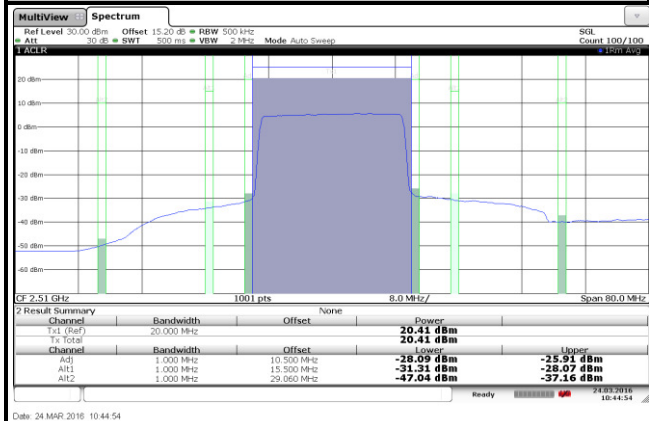 MultiView Spectrum
Ref Level 30.00 dBm Offset 15.20 dB RBW 500 kHz SGL
Att 30 dB SWT 500 ms VBW 2 MHz Mode Auto Sweep Count 100/100
1 ACLR 1Rm Avg
20 dBm
0 dBm
-10 dBm
-20 dBm
-30 dBm
-40 dBm
-50 dBm
-60 dBm
CF 2.51 GHz 1001 pts 8.0 MHz/ Span 80.0 MHz
2 Result Summary None
Channel Bandwidth Offset Power
Tx1 (Ref) 20.000 MHz 20.41 dBm
Tx Total 20.41 dBm
Channel Bandwidth Offset Lower Upper
Adj 1.000 MHz 10.500 MHz -28.09 dBm -25.91 dBm
Alt1 1.000 MHz 15.500 MHz -31.31 dBm -28.07 dBm
Alt2 1.000 MHz 29.060 MHz -47.04 dBm -37.16 dBm
Ready 24.03.2016
10:44:54
Date: 24.MAR.2016 10:44:54